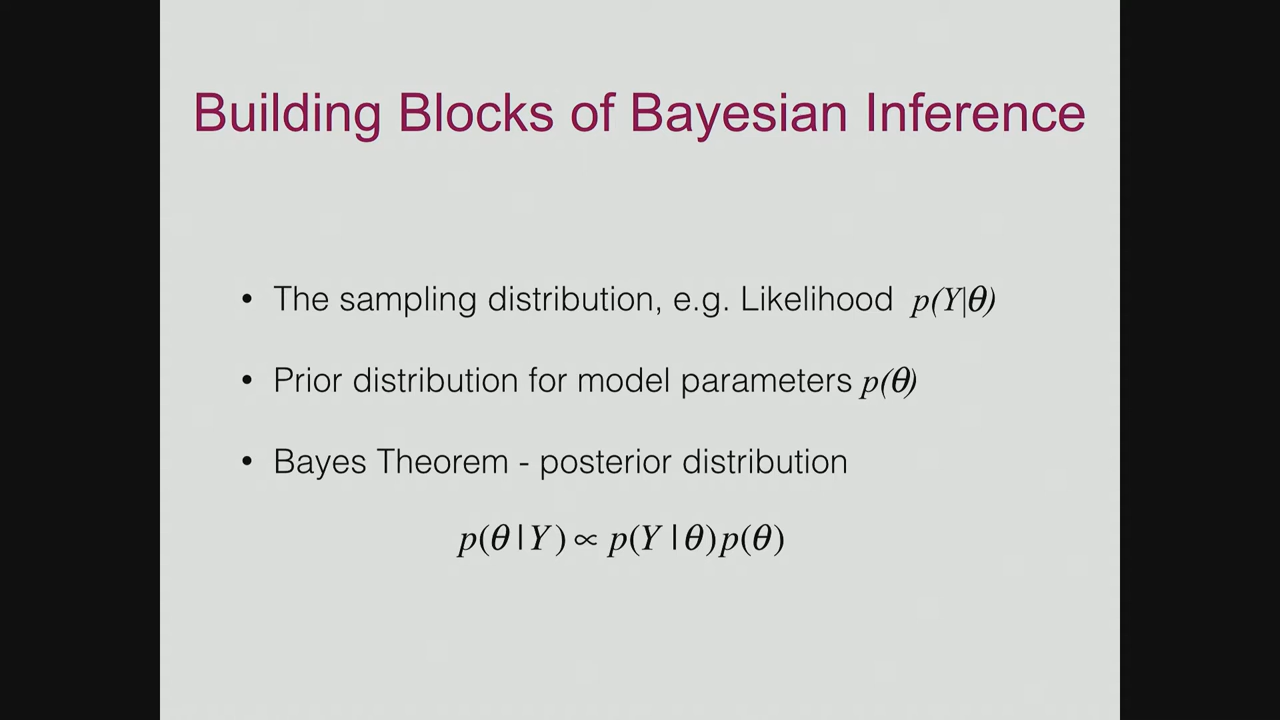 Building Blocks of Bayesian Inference
• The sampling distribution, e.g. Likelihood p(Y|θ)
• Prior distribution for model parameters p(θ)
• Bayes Theorem - posterior distribution
p(θ | Y) ∝ p(Y | θ)p(θ)